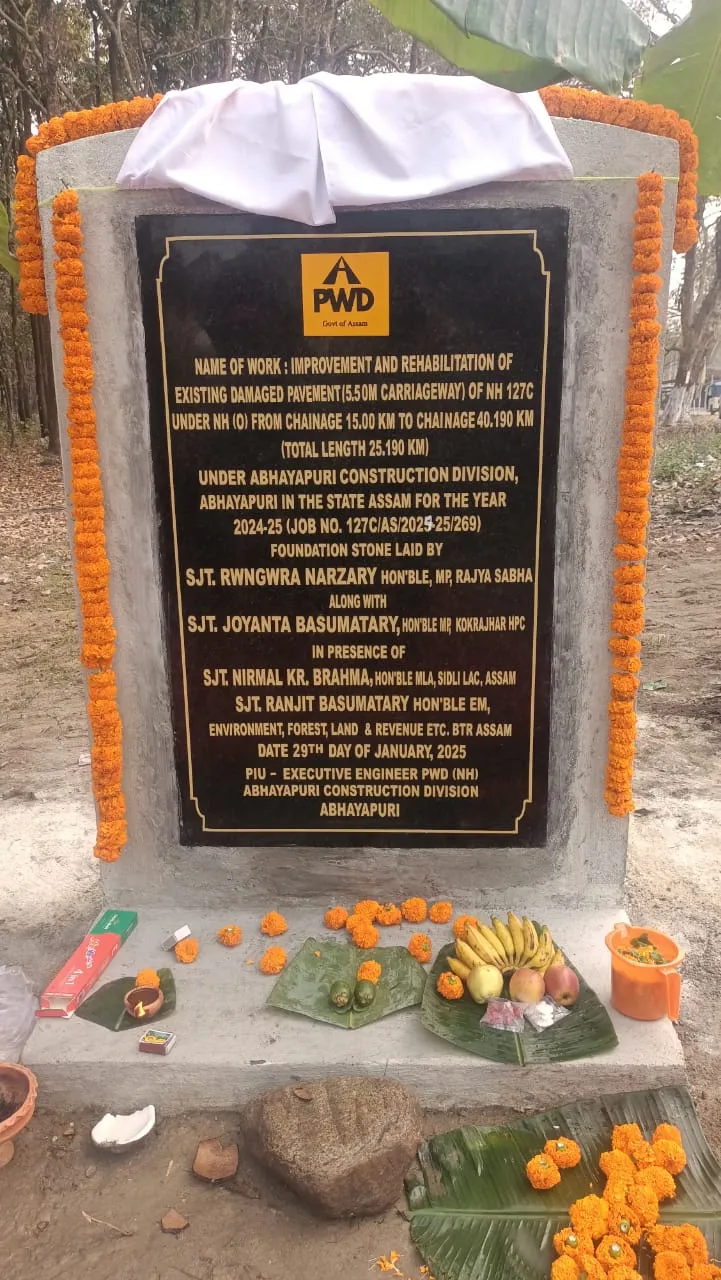 PWD
Govt of Assam
NAME OF WORK : IMPROVEMENT AND REHABILITATION OF
EXISTING DAMAGED PAVEMENT(5.50M CARRIAGEWAY) OF NH 127C
UNDER NH (O) FROM CHAINAGE 15.00 KM TO CHAINAGE 40.190 KM
(TOTAL LENGTH 25.190 KM)
UNDER ABHAYAPURI CONSTRUCTION DIVISION,
ABHAYAPURI IN THE STATE ASSAM FOR THE YEAR
2024-25 (JOB NO. 127C/AS/2024-25/269)
FOUNDATION STONE LAID BY
SJT. RWNGWRA NARZARY HON'BLE, MP, RAJYA SABHA
ALONG WITH
SJT. JOYANTA BASUMATARY, HON'BLE MP, KOKRAJHAR HPC
IN PRESENCE OF
SJT. NIRMAL KR. BRAHMA, HON'BLE MLA, SIDLI LAC, ASSAM
SJT. RANJIT BASUMATARY HON'BLE EM,
ENVIRONMENT, FOREST, LAND & REVENUE ETC. BTR ASSAM
DATE 29TH DAY OF JANUARY, 2025
PIU - EXECUTIVE ENGINEER PWD (NH)
ABHAYAPURI CONSTRUCTION DIVISION
ABHAYAPURI